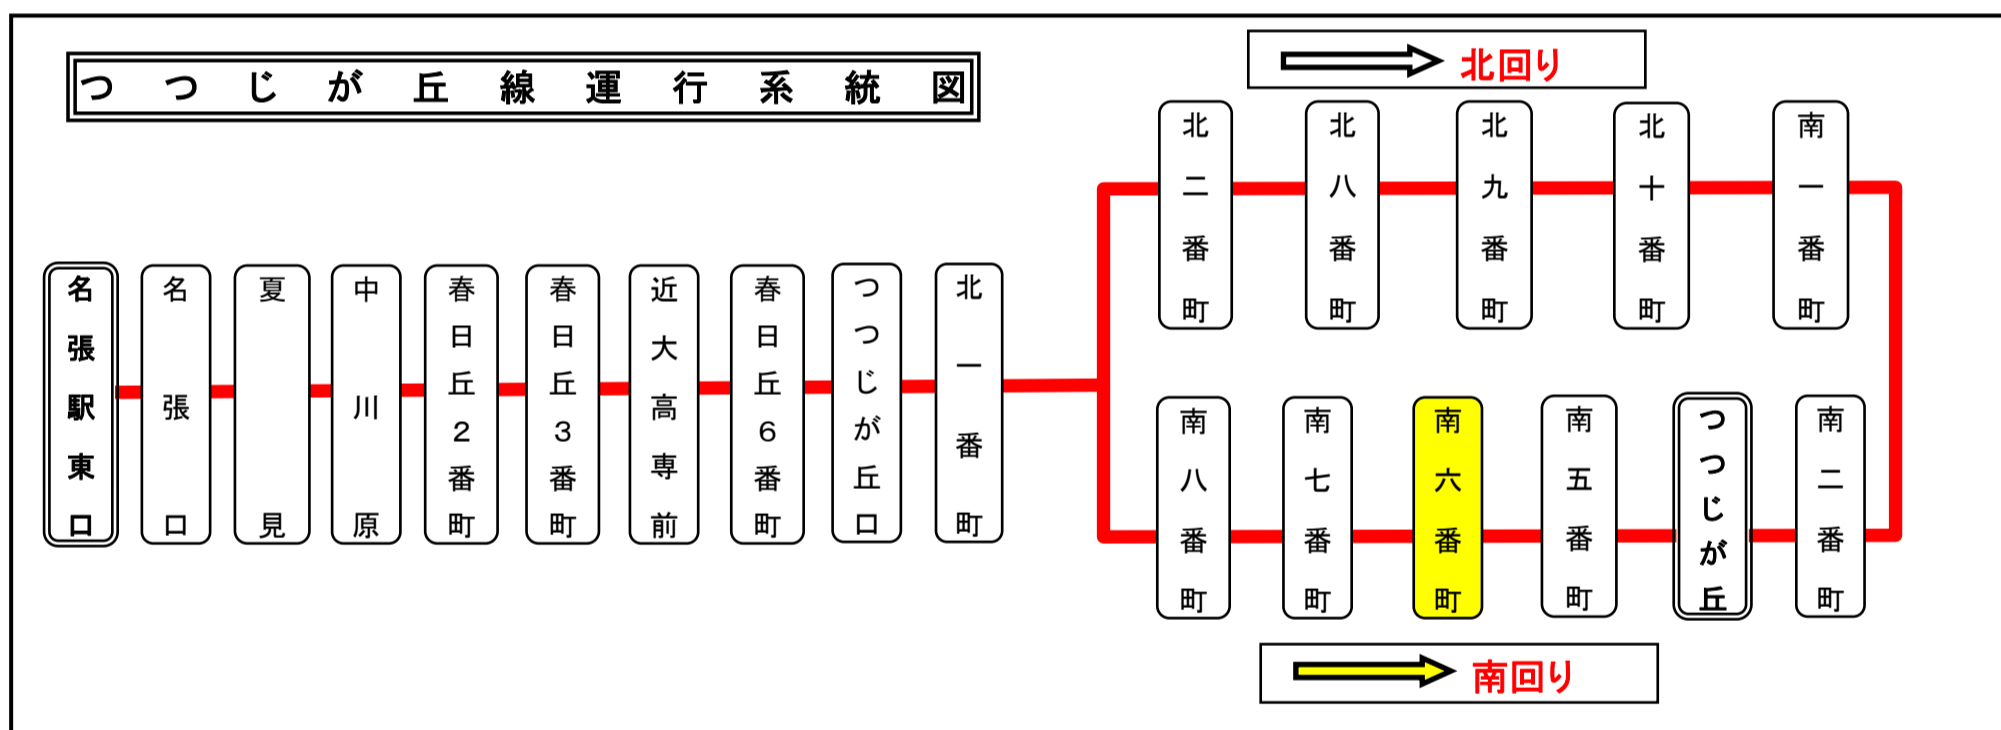 つつじが丘線運行系統図
北回り
北二番町
北八番町
北九番町
北十番町
南一番町
名張駅東口
名張口
夏見
中川原
春日丘2番町
春日丘3番町
近大高専前
春日丘6番町
つつじが丘口
北一番町
南八番町
南七番町
南六番町
南五番町
つつじが丘
南二番町
南回り